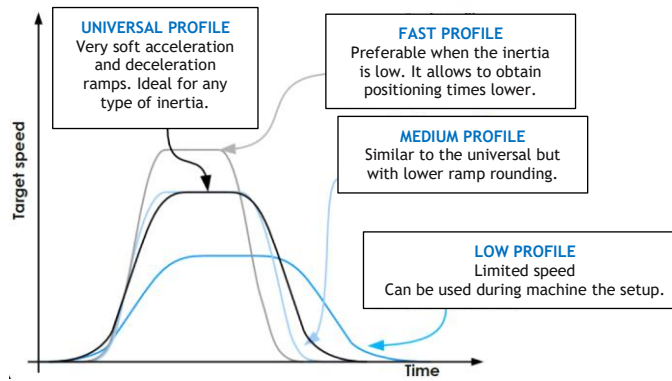 UNIVERSAL PROFILE
Very soft acceleration
and deceleration
ramps. Ideal for any
type of inertia.
FAST PROFILE
Preferable when the inertia
is low. It allows to obtain
positioning times lower.
MEDIUM PROFILE
Similar to the universal but
with lower ramp rounding.
LOW PROFILE
Limited speed
Can be used during machine the setup.
Target speed
Time